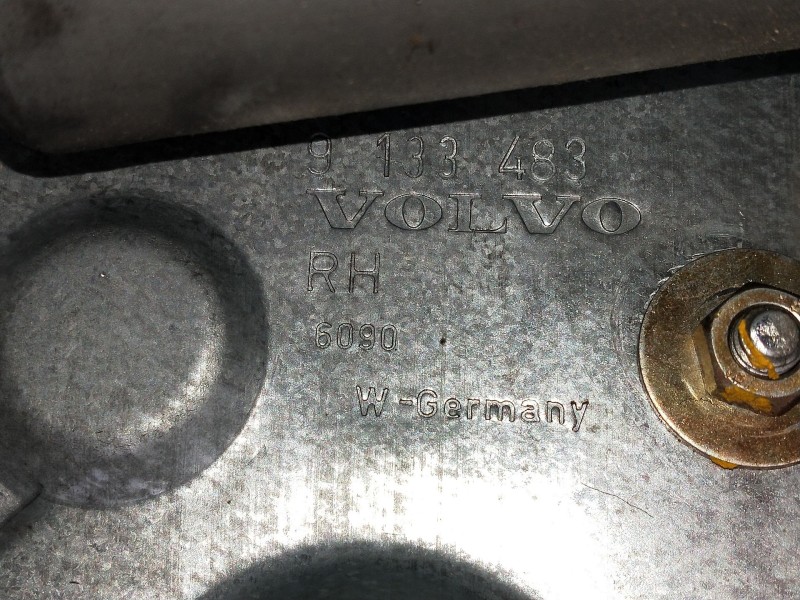 9 133 483
VOLVO
RH
6090
W-Germany